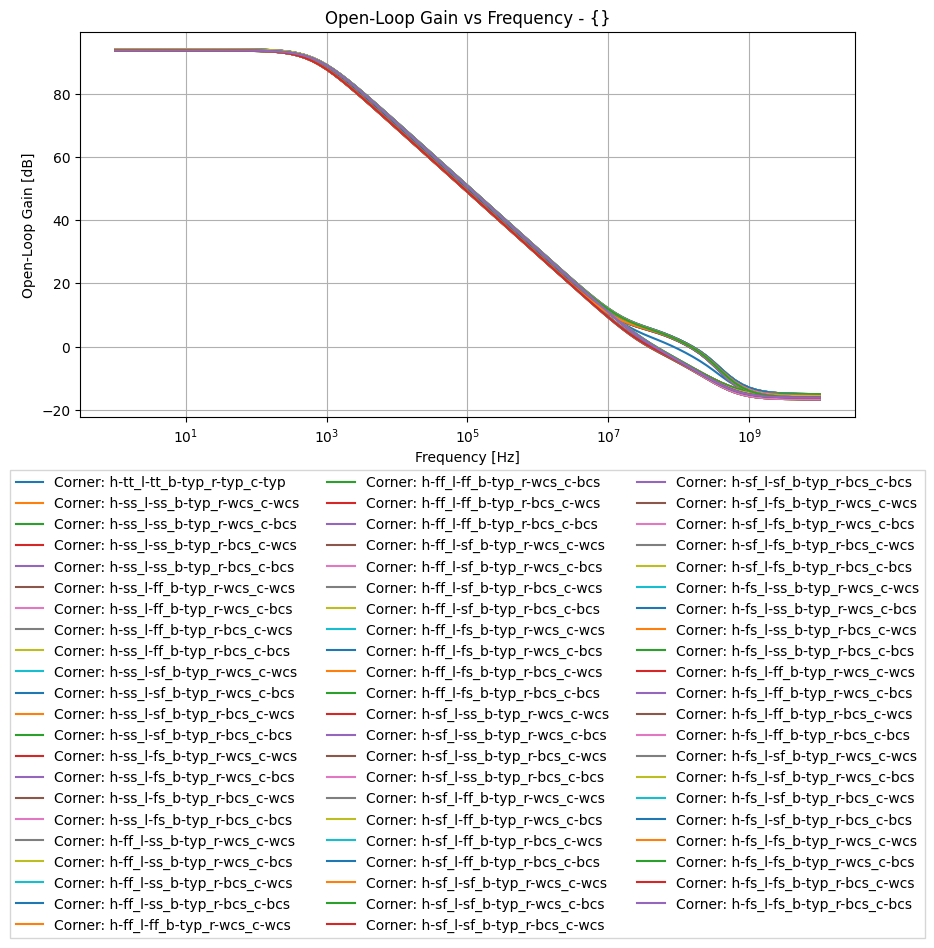 Open-Loop Gain vs Frequency - {}
Open-Loop Gain [dB]
80
60
40
20
0
−20
10^1
10^3
10^5
10^7
10^9
Frequency [Hz]
Corner: h-tt_l-tt_b-typ_r-typ_c-typ
Corner: h-ss_l-ss_b-typ_r-wcs_c-wcs
Corner: h-ss_l-ss_b-typ_r-wcs_c-bcs
Corner: h-ss_l-ss_b-typ_r-bcs_c-wcs
Corner: h-ss_l-ss_b-typ_r-bcs_c-bcs
Corner: h-ss_l-ff_b-typ_r-wcs_c-wcs
Corner: h-ss_l-ff_b-typ_r-wcs_c-bcs
Corner: h-ss_l-ff_b-typ_r-bcs_c-wcs
Corner: h-ss_l-ff_b-typ_r-bcs_c-bcs
Corner: h-ss_l-sf_b-typ_r-wcs_c-wcs
Corner: h-ss_l-sf_b-typ_r-wcs_c-bcs
Corner: h-ss_l-sf_b-typ_r-bcs_c-wcs
Corner: h-ss_l-sf_b-typ_r-bcs_c-bcs
Corner: h-ss_l-fs_b-typ_r-wcs_c-wcs
Corner: h-ss_l-fs_b-typ_r-wcs_c-bcs
Corner: h-ss_l-fs_b-typ_r-bcs_c-wcs
Corner: h-ss_l-fs_b-typ_r-bcs_c-bcs
Corner: h-ff_l-ss_b-typ_r-wcs_c-wcs
Corner: h-ff_l-ss_b-typ_r-wcs_c-bcs
Corner: h-ff_l-ss_b-typ_r-bcs_c-wcs
Corner: h-ff_l-ss_b-typ_r-bcs_c-bcs
Corner: h-ff_l-ff_b-typ_r-wcs_c-wcs
Corner: h-ff_l-ff_b-typ_r-wcs_c-bcs
Corner: h-ff_l-ff_b-typ_r-bcs_c-wcs
Corner: h-ff_l-ff_b-typ_r-bcs_c-bcs
Corner: h-ff_l-sf_b-typ_r-wcs_c-wcs
Corner: h-ff_l-sf_b-typ_r-wcs_c-bcs
Corner: h-ff_l-sf_b-typ_r-bcs_c-wcs
Corner: h-ff_l-sf_b-typ_r-bcs_c-bcs
Corner: h-ff_l-fs_b-typ_r-wcs_c-wcs
Corner: h-ff_l-fs_b-typ_r-wcs_c-bcs
Corner: h-ff_l-fs_b-typ_r-bcs_c-wcs
Corner: h-ff_l-fs_b-typ_r-bcs_c-bcs
Corner: h-sf_l-ss_b-typ_r-wcs_c-wcs
Corner: h-sf_l-ss_b-typ_r-wcs_c-bcs
Corner: h-sf_l-ss_b-typ_r-bcs_c-wcs
Corner: h-sf_l-ss_b-typ_r-bcs_c-bcs
Corner: h-sf_l-ff_b-typ_r-wcs_c-wcs
Corner: h-sf_l-ff_b-typ_r-wcs_c-bcs
Corner: h-sf_l-ff_b-typ_r-bcs_c-wcs
Corner: h-sf_l-ff_b-typ_r-bcs_c-bcs
Corner: h-sf_l-sf_b-typ_r-wcs_c-wcs
Corner: h-sf_l-sf_b-typ_r-wcs_c-bcs
Corner: h-sf_l-sf_b-typ_r-bcs_c-wcs
Corner: h-sf_l-sf_b-typ_r-bcs_c-bcs
Corner: h-sf_l-fs_b-typ_r-wcs_c-wcs
Corner: h-sf_l-fs_b-typ_r-wcs_c-bcs
Corner: h-sf_l-fs_b-typ_r-bcs_c-wcs
Corner: h-sf_l-fs_b-typ_r-bcs_c-bcs
Corner: h-fs_l-ss_b-typ_r-wcs_c-wcs
Corner: h-fs_l-ss_b-typ_r-wcs_c-bcs
Corner: h-fs_l-ss_b-typ_r-bcs_c-wcs
Corner: h-fs_l-ss_b-typ_r-bcs_c-bcs
Corner: h-fs_l-ff_b-typ_r-wcs_c-wcs
Corner: h-fs_l-ff_b-typ_r-wcs_c-bcs
Corner: h-fs_l-ff_b-typ_r-bcs_c-wcs
Corner: h-fs_l-ff_b-typ_r-bcs_c-bcs
Corner: h-fs_l-sf_b-typ_r-wcs_c-wcs
Corner: h-fs_l-sf_b-typ_r-wcs_c-bcs
Corner: h-fs_l-sf_b-typ_r-bcs_c-wcs
Corner: h-fs_l-sf_b-typ_r-bcs_c-bcs
Corner: h-fs_l-fs_b-typ_r-wcs_c-wcs
Corner: h-fs_l-fs_b-typ_r-wcs_c-bcs
Corner: h-fs_l-fs_b-typ_r-bcs_c-wcs
Corner: h-fs_l-fs_b-typ_r-bcs_c-bcs